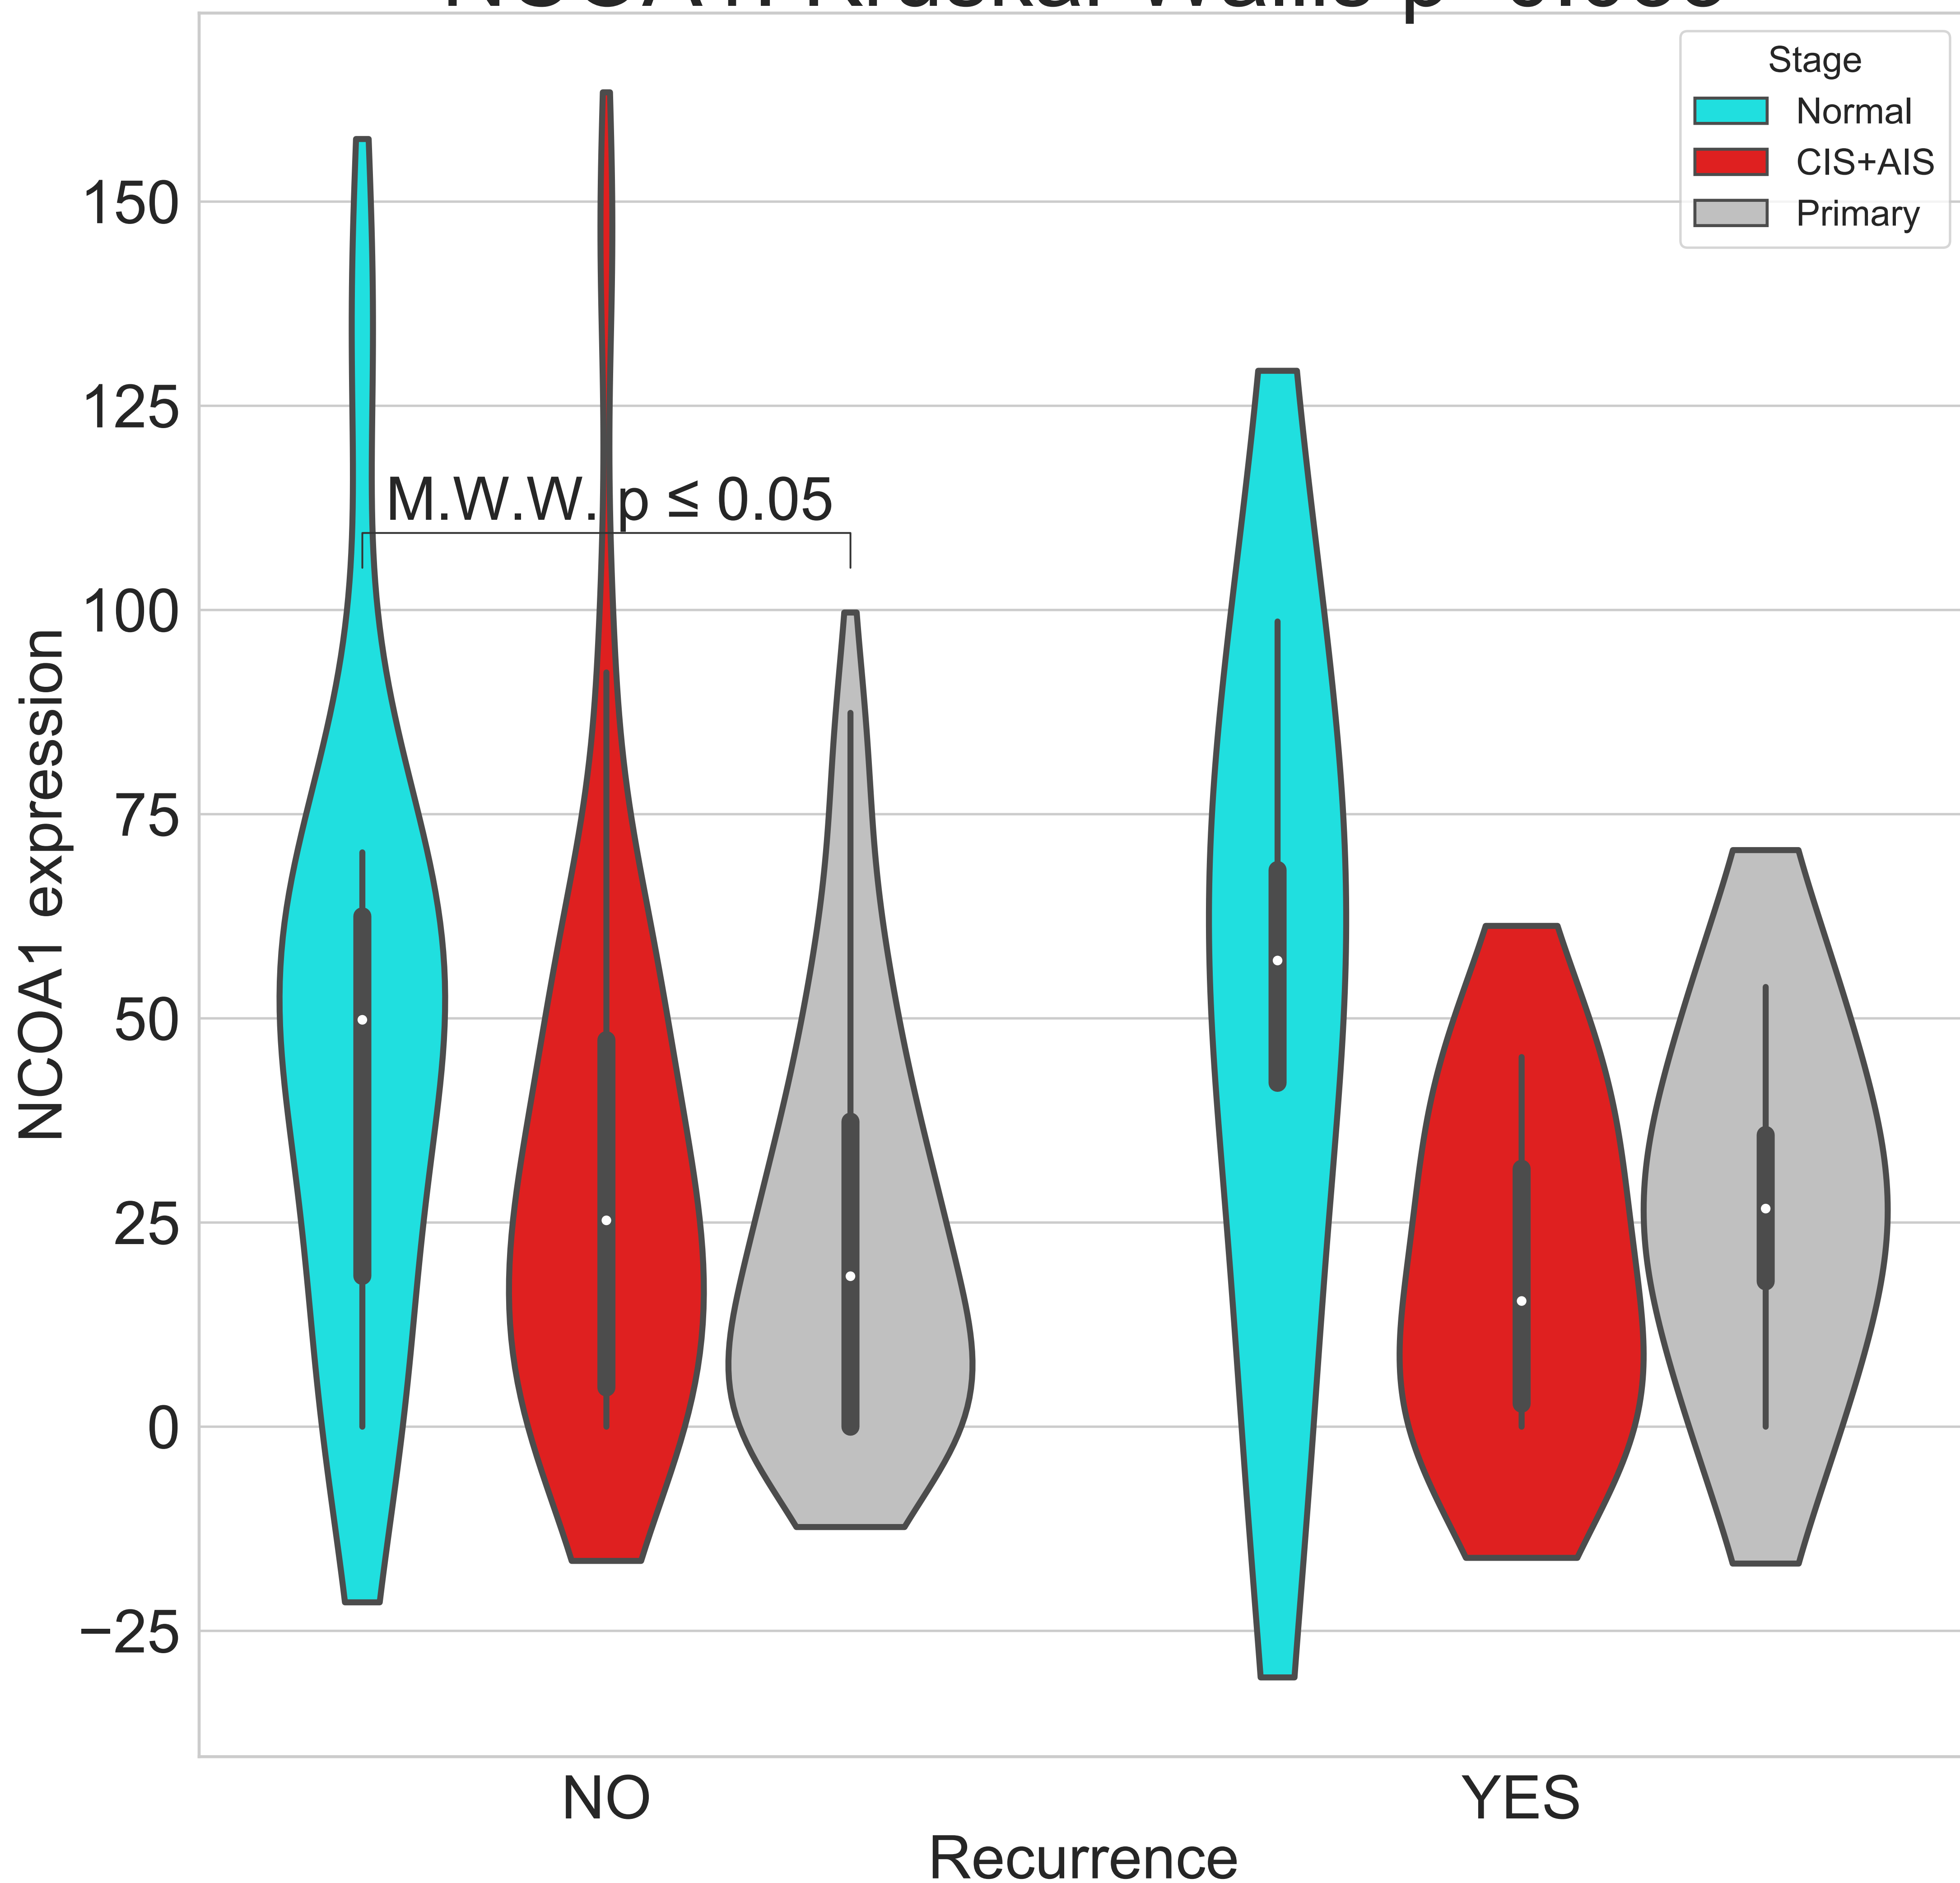 Stage
Normal
CIS+AIS
Primary
150
125
100
75
50
25
0
−25
M.W.W. p ≤ 0.05
NCOA1 expression
NO
YES
Recurrence